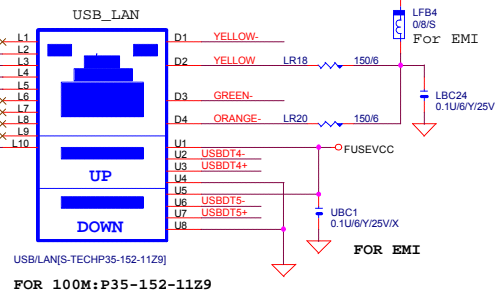 USB_LAN
LFB4
0/8/S
For EMI
L1
L2
L3
L4
L5
L6
L7
L8
L9
L10
D1 YELLOW-
D2 YELLOW LR18 150/6
D3 GREEN-
D4 ORANGE- LR20 150/6
LBC24
0.1U/6/Y/25V
U1
U2 USBDT4-
U3 USBDT4+
U4
U5
U6 USBDT5-
U7 USBDT5+
U8
FUSEVCC
UP
DOWN
UBC1
0.1U/6/Y/25V/X
FOR EMI
USB/LAN[S-TECHP35-152-11Z9]
FOR 100M:P35-152-11Z9